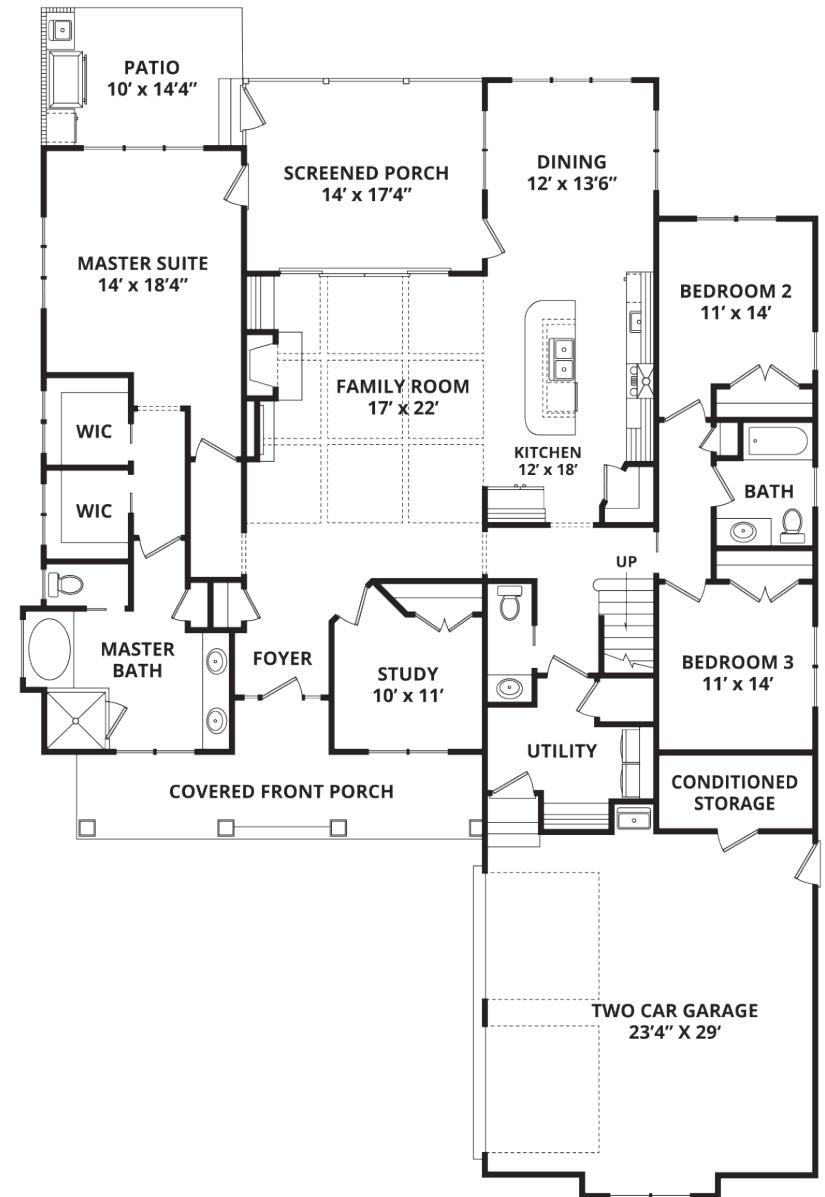 PATIO
10’ x 14’4”
SCREENED PORCH
14’ x 17’4”
DINING
12’ x 13’6”
MASTER SUITE
14’ x 18’4”
BEDROOM 2
11’ x 14’
FAMILY ROOM
17’ x 22’
WIC
KITCHEN
12’ x 18’
WIC
BATH
UP
MASTER
BATH
FOYER
STUDY
10’ x 11’
BEDROOM 3
11’ x 14’
UTILITY
COVERED FRONT PORCH
CONDITIONED
STORAGE
TWO CAR GARAGE
23’4” X 29’